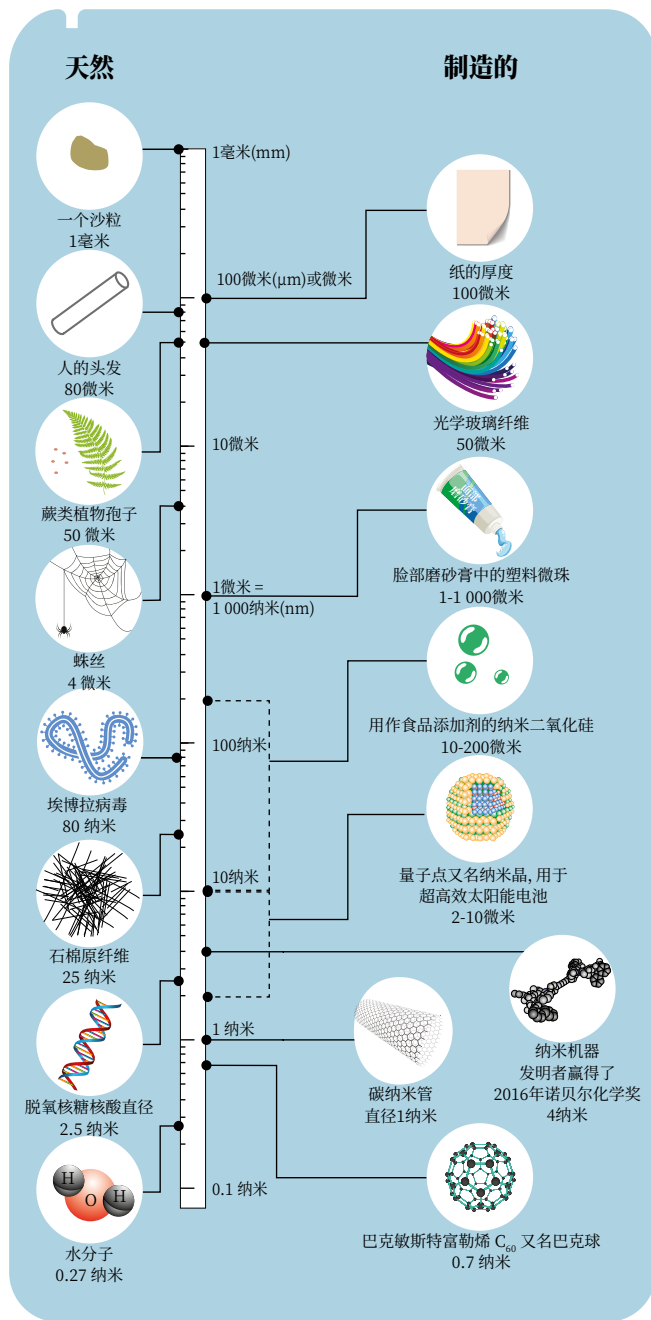 天然
制造的
一个沙粒
1毫米
人的头发
80微米
蕨类植物孢子
50 微米
蛛丝
4 微米
埃博拉病毒
80 纳米
石棉原纤维
25 纳米
脱氧核糖核酸直径
2.5 纳米
H
O
H
水分子
0.27 纳米
1毫米(mm)
100微米(μm)或微米
10微米
1微米 =
1 000纳米(nm)
100纳米
10纳米
1 纳米
0.1 纳米
纸的厚度
100微米
光学玻璃纤维
50微米
面部
磨砂膏
脸部磨砂膏中的塑料微珠
1-1 000微米
用作食品添加剂的纳米二氧化硅
10-200微米
量子点又名纳米晶, 用于
超高效太阳能电池
2-10微米
纳米机器
发明者赢得了
2016年诺贝尔化学奖
4纳米
碳纳米管
直径1纳米
巴克敏斯特富勒烯 C60 又名巴克球
0.7 纳米